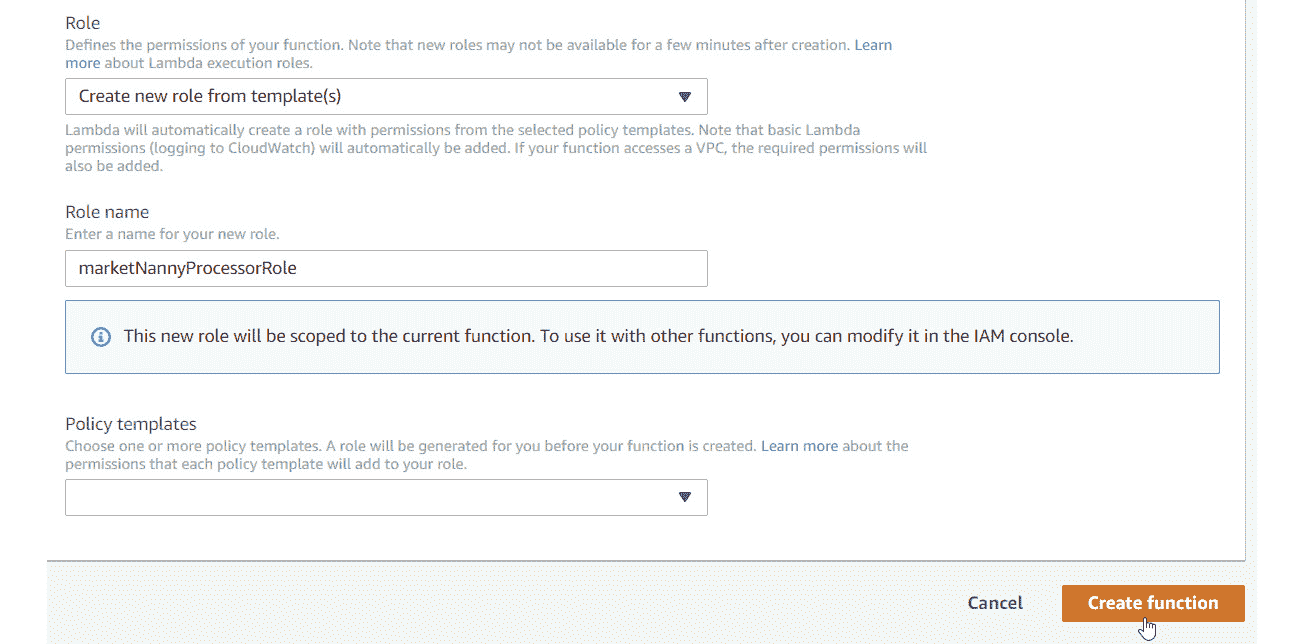 Role
Defines the permissions of your function. Note that new roles may not be available for a few minutes after creation. Learn
more about Lambda execution roles.
Create new role from template(s)
Lambda will automatically create a role with permissions from the selected policy templates. Note that basic Lambda
permissions (logging to CloudWatch) will automatically be added. If your function accesses a VPC, the required permissions will
also be added.
Role name
Enter a name for your new role.
marketNannyProcessorRole
This new role will be scoped to the current function. To use it with other functions, you can modify it in the IAM console.
Policy templates
Choose one or more policy templates. A role will be generated for you before your function is created. Learn more about the
permissions that each policy template will add to your role.
Cancel
Create function